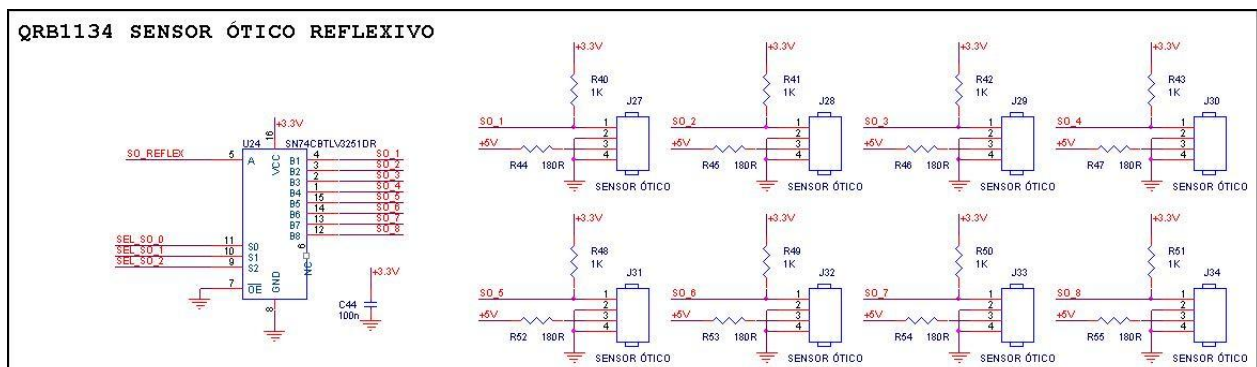 QRB1134 SENSOR ÓTICO REFLEXIVO
+3.3V
U24 SN74CBTLV3251DR
16
VCC
SO_REFLEX 5 A
B1 4 SO_1
B2 3 SO_2
B3 2 SO_3
B4 1 SO_4
B5 15 SO_5
B6 14 SO_6
B7 13 SO_7
B8 12 SO_8
SEL_SO_0 11 S0
SEL_SO_1 10 S1
SEL_SO_2 9 S2
7 OE
GND 8
NC 6
+3.3V
C44
100n
+3.3V
R40
1K
J27
SO_1 1
2
+5V 3
4
R44 180R
SENSOR ÓTICO
+3.3V
R41
1K
J28
SO_2 1
2
+5V 3
4
R45 180R
SENSOR ÓTICO
+3.3V
R42
1K
J29
SO_3 1
2
+5V 3
4
R46 180R
SENSOR ÓTICO
+3.3V
R43
1K
J30
SO_4 1
2
+5V 3
4
R47 180R
SENSOR ÓTICO
+3.3V
R48
1K
J31
SO_5 1
2
+5V 3
4
R52 180R
SENSOR ÓTICO
+3.3V
R49
1K
J32
SO_6 1
2
+5V 3
4
R53 180R
SENSOR ÓTICO
+3.3V
R50
1K
J33
SO_7 1
2
+5V 3
4
R54 180R
SENSOR ÓTICO
+3.3V
R51
1K
J34
SO_8 1
2
+5V 3
4
R55 180R
SENSOR ÓTICO